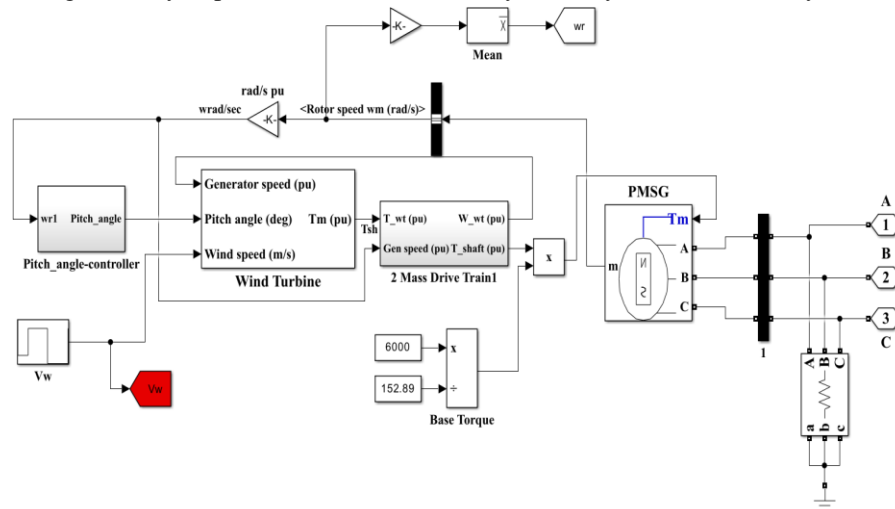 -K-
Mean
wr
rad/s pu
wrad/sec
-K-
<Rotor speed wm (rad/s)>
wr1
Pitch_angle
Pitch_angle-controller
Generator speed (pu)
Pitch angle (deg)
Tm (pu)
Wind speed (m/s)
Wind Turbine
Tsh
T_wt (pu)
W_wt (pu)
Gen speed (pu)
T_shaft (pu)
2 Mass Drive Train1
x
PMSG
Tm
m
A
B
C
N
S
1
A
1
B
2
3
C
Vw
Vw
6000
x
152.89
÷
Base Torque
A
B
C
a
b
c